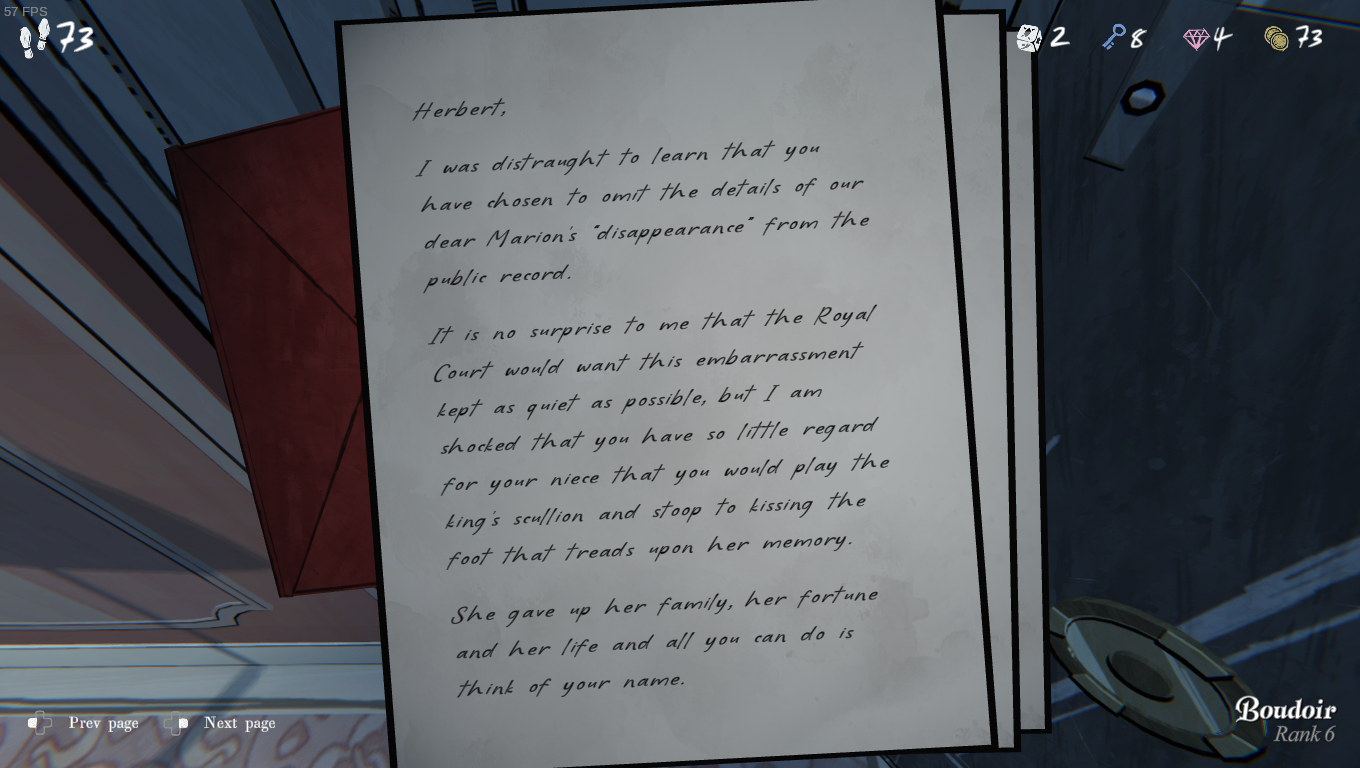 57 FPS
73
2
8
4
73
Herbert,
I was distraught to learn that you
have chosen to omit the details of our
dear Marion's "disappearance" from the
public record.
It is no surprise to me that the Royal
Court would want this embarrassment
kept as quiet as possible, but I am
shocked that you have so little regard
for your niece that you would play the
king's scullion and stoop to kissing the
foot that treads upon her memory.
She gave up her family, her fortune
and her life and all you can do is
think of your name.
Prev page
Next page
Boudoir
Rank 6